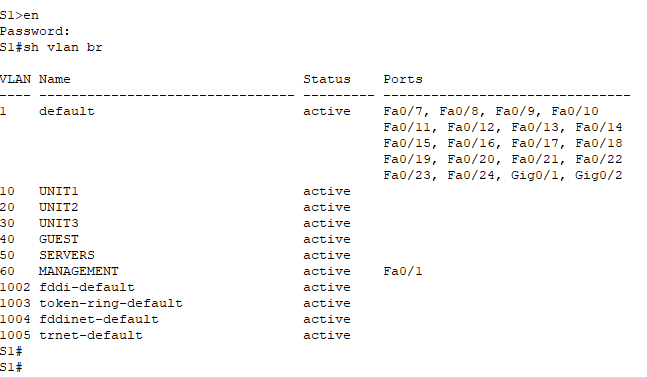 S1>en
Password:
S1#sh vlan br
VLAN Name                             Status    Ports
---- -------------------------------- --------- -------------------------------
1    default                          active    Fa0/7, Fa0/8, Fa0/9, Fa0/10
                                                Fa0/11, Fa0/12, Fa0/13, Fa0/14
                                                Fa0/15, Fa0/16, Fa0/17, Fa0/18
                                                Fa0/19, Fa0/20, Fa0/21, Fa0/22
                                                Fa0/23, Fa0/24, Gig0/1, Gig0/2
10   UNIT1                            active
20   UNIT2                            active
30   UNIT3                            active
40   GUEST                            active
50   SERVERS                          active
60   MANAGEMENT                       active    Fa0/1
1002 fddi-default                     active
1003 token-ring-default               active
1004 fddinet-default                  active
1005 trnet-default                    active
S1#
S1#